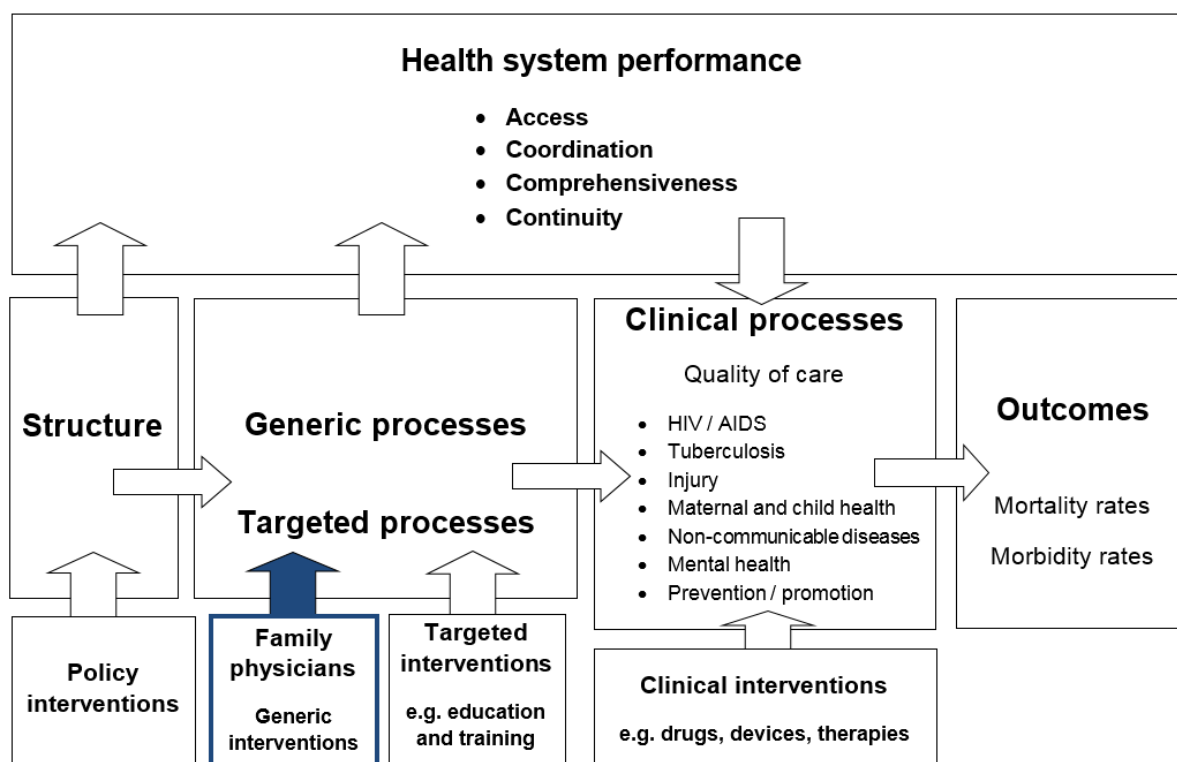 Health system performance
• Access
• Coordination
• Comprehensiveness
• Continuity
Structure
Generic processes
Targeted processes
Clinical processes
Quality of care
• HIV / AIDS
• Tuberculosis
• Injury
• Maternal and child health
• Non-communicable diseases
• Mental health
• Prevention / promotion
Outcomes
Mortality rates
Morbidity rates
Policy
interventions
Family
physicians
Generic
interventions
Targeted
interventions
e.g. education
and training
Clinical interventions
e.g. drugs, devices, therapies